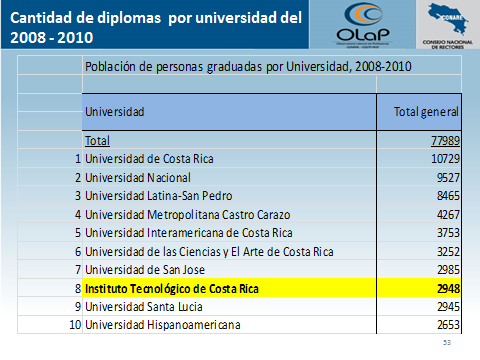 Cantidad de diplomas por universidad del
2008 - 2010
OLaP
CONARE
CONSEJO NACIONAL
DE RECTORES
Población de personas graduadas por Universidad, 2008-2010
Universidad Total general
Total 77989
1 Universidad de Costa Rica 10729
2 Universidad Nacional 9527
3 Universidad Latina-San Pedro 8465
4 Universidad Metropolitana Castro Carazo 4267
5 Universidad Interamericana de Costa Rica 3753
6 Universidad de las Ciencias y El Arte de Costa Rica 3252
7 Universidad de San Jose 2985
8 Instituto Tecnológico de Costa Rica 2948
9 Universidad Santa Lucia 2945
10 Universidad Hispanoamericana 2653
53